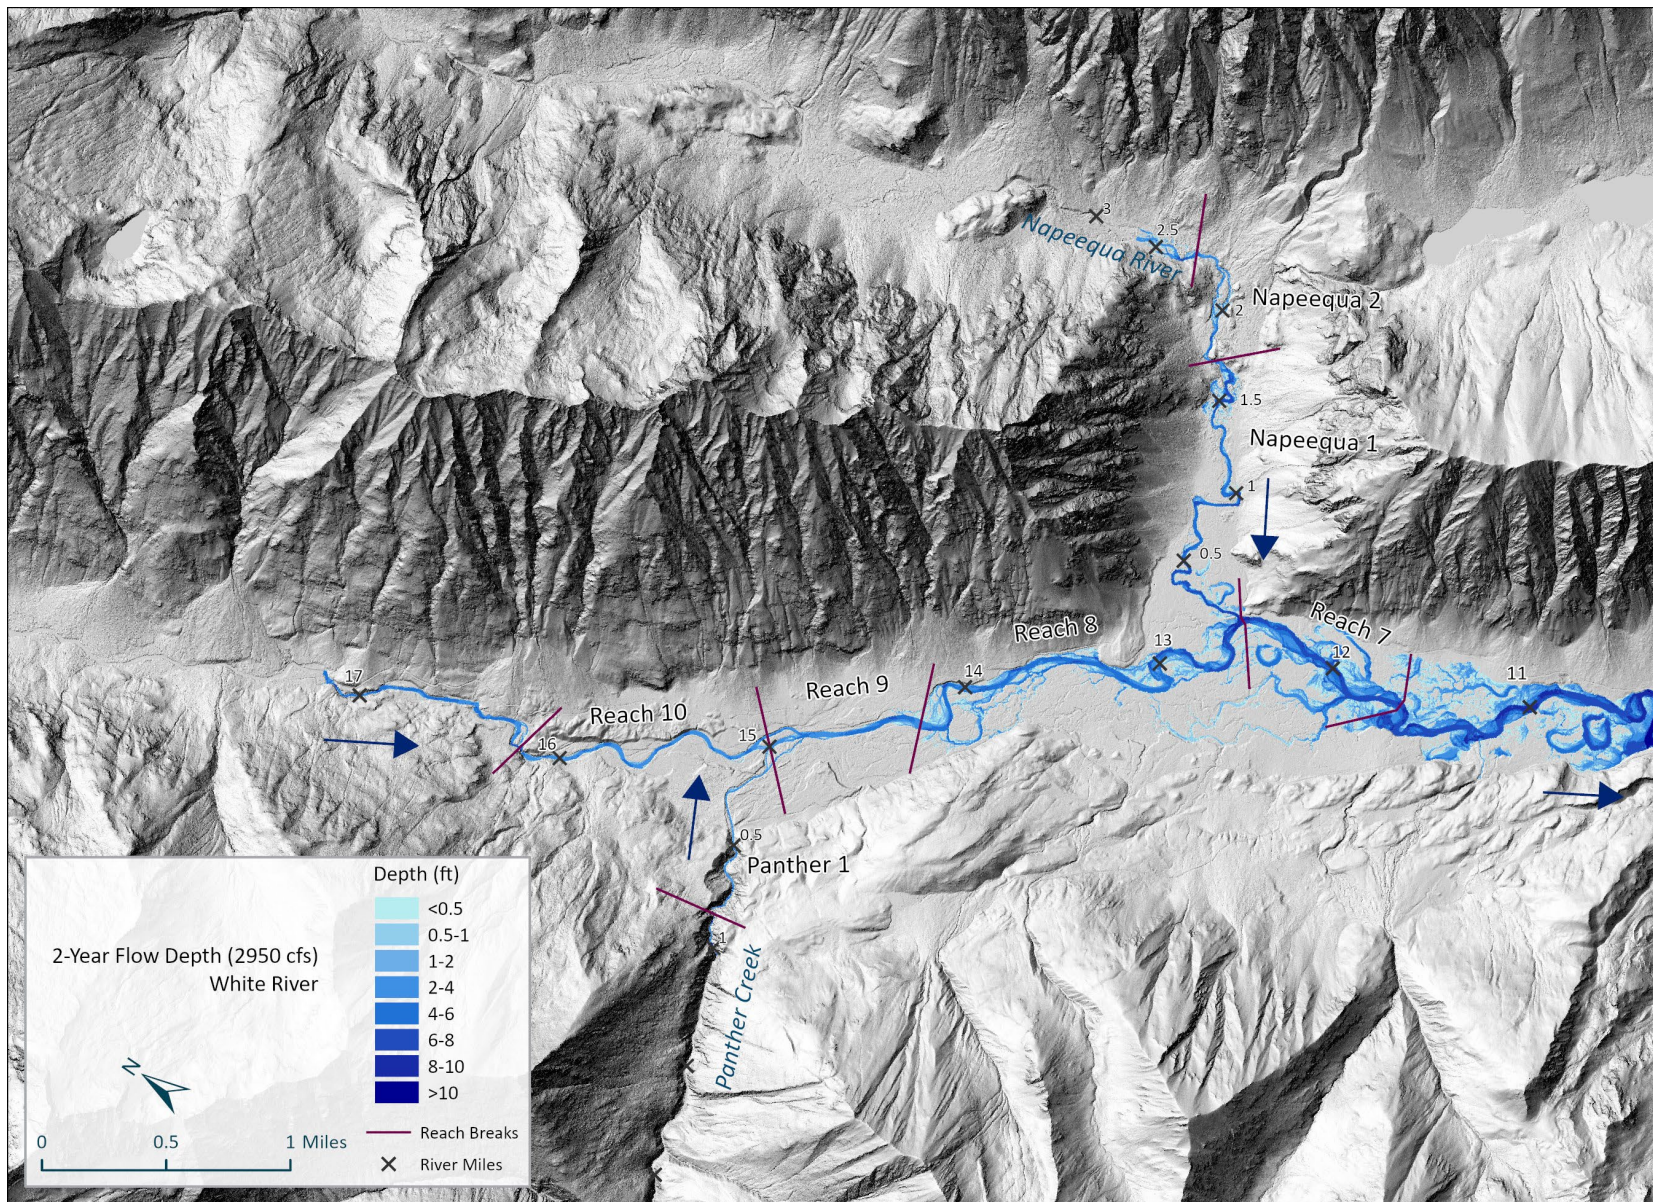 3
2.5
Napeequa River
2
Napeequa 2
1.5
Napeequa 1
1
0.5
Reach 7
Reach 8
13
12
11
14
Reach 9
17
Reach 10
15
16
0.5
Panther 1
1
Panther Creek
2-Year Flow Depth (2950 cfs)
White River
N
0 0.5 1 Miles
Depth (ft)
<0.5
0.5-1
1-2
2-4
4-6
6-8
8-10
>10
Reach Breaks
River Miles